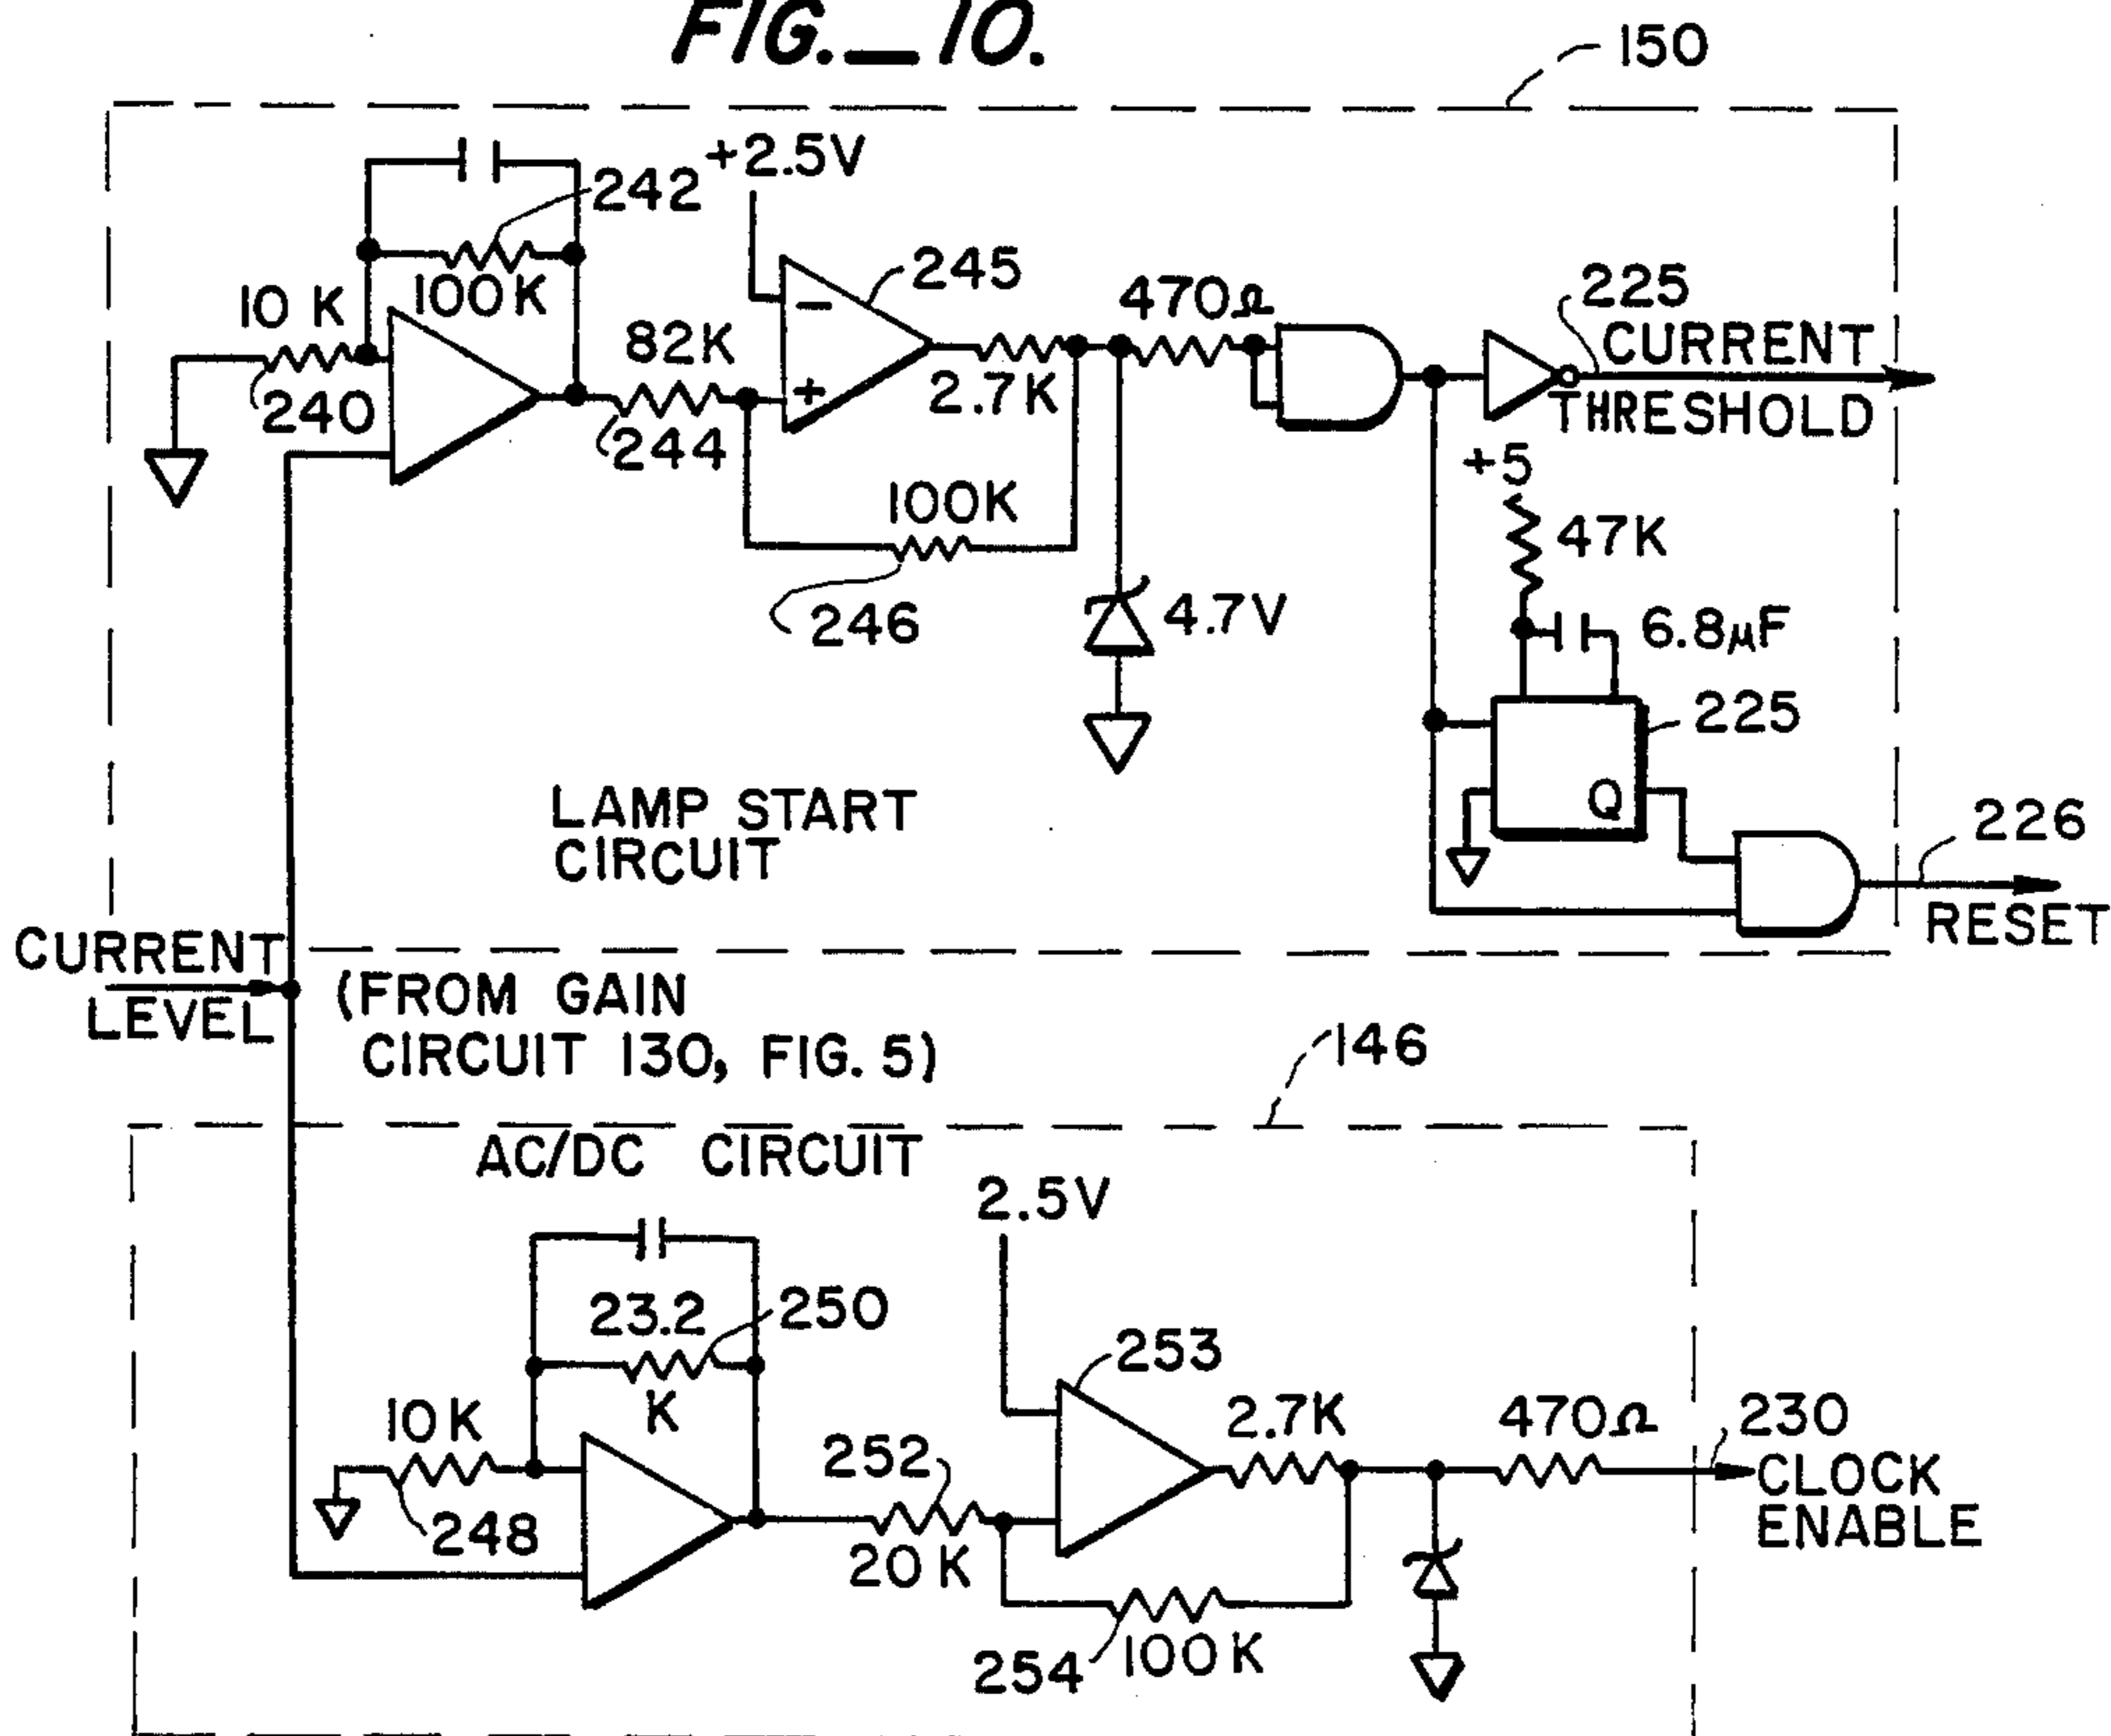 FIG._10.
150
242
+2.5V
10 K
100K
240
82K
244
245
−
+
2.7K
470Ω
225
CURRENT
THRESHOLD
100K
246
4.7V
+5
47K
6.8µF
225
Q
226
RESET
LAMP START
CIRCUIT
CURRENT
LEVEL
(FROM GAIN
CIRCUIT 130, FIG. 5)
146
AC/DC CIRCUIT
2.5V
23.2
K
250
10K
248
252
20K
253
2.7K
470Ω
230
CLOCK
ENABLE
254
100K